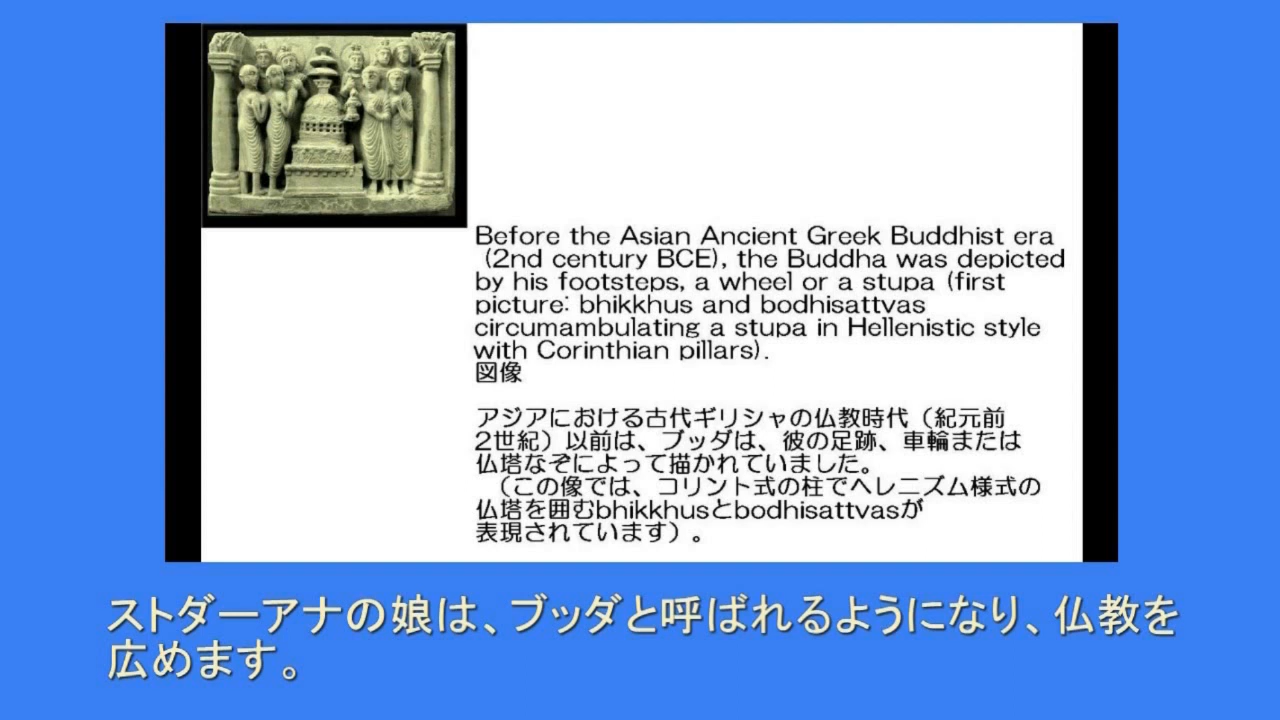 Before the Asian Ancient Greek Buddhist era
(2nd century BCE), the Buddha was depicted
by his footsteps, a wheel or a stupa (first
picture: bhikkhus and bodhisattvas
circumambulating a stupa in Hellenistic style
with Corinthian pillars).
図像
アジアにおける古代ギリシャの仏教時代（紀元前
2世紀）以前は、ブッダは、彼の足跡、車輪または
仏塔なぞによって描かれていました。
（この像では、コリント式の柱でヘレニズム様式の
仏塔を囲むbhikkhusとbodhisattvasが
表現されています）。
ストダーアナの娘は、ブッダと呼ばれるようになり、仏教を
広めます。